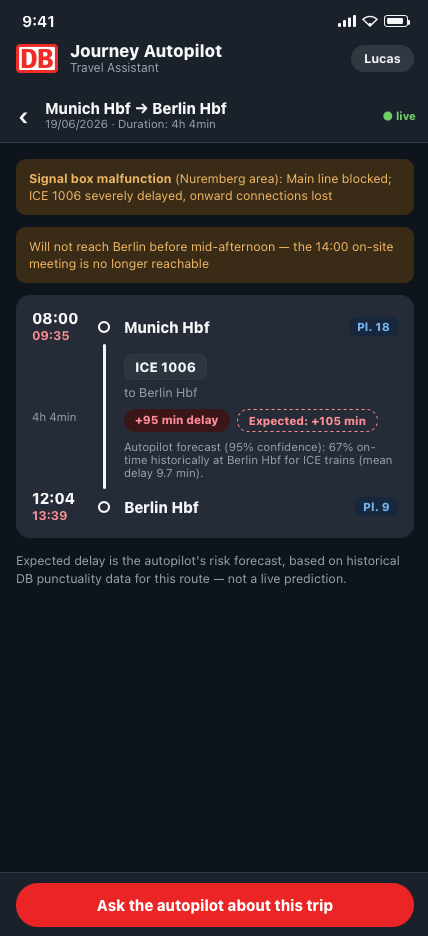 9:41
DB
Journey Autopilot
Travel Assistant
Lucas
Munich Hbf → Berlin Hbf
19/06/2026 · Duration: 4h 4min
live
Signal box malfunction (Nuremberg area): Main line blocked;
ICE 1006 severely delayed, onward connections lost
Will not reach Berlin before mid-afternoon — the 14:00 on-site
meeting is no longer reachable
08:00
09:35
Munich Hbf
Pl. 18
ICE 1006
to Berlin Hbf
4h 4min
+95 min delay
Expected: +105 min
Autopilot forecast (95% confidence): 67% on-
time historically at Berlin Hbf for ICE trains (mean
delay 9.7 min).
12:04
13:39
Berlin Hbf
Pl. 9
Expected delay is the autopilot's risk forecast, based on historical
DB punctuality data for this route — not a live prediction.
Ask the autopilot about this trip